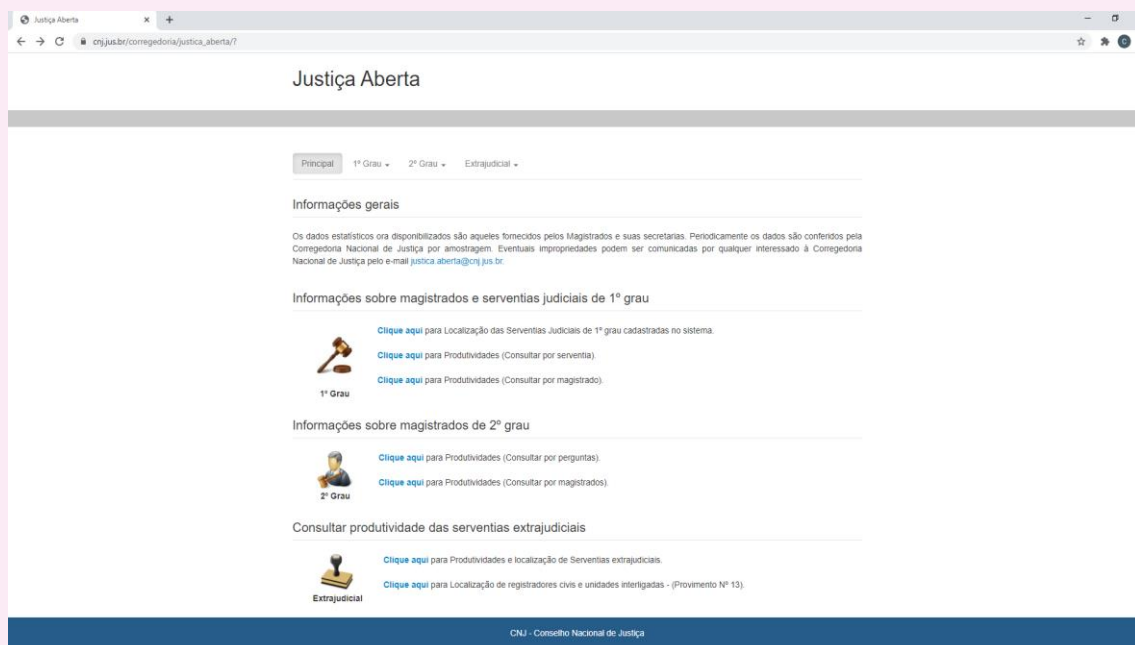 Justiça Aberta
cnj.jus.br/corregedoria/justica_aberta/?
C
Justiça Aberta
Principal 1º Grau 2º Grau Extrajudicial
Informações gerais
Os dados estatísticos ora disponibilizados são aqueles fornecidos pelos Magistrados e suas secretarias. Periodicamente os dados são conferidos pela
Corregedoria Nacional de Justiça por amostragem. Eventuais impropriedades podem ser comunicadas por qualquer interessado à Corregedoria
Nacional de Justiça pelo e-mail justica.aberta@cnj.jus.br.
Informações sobre magistrados e serventias judiciais de 1º grau
Clique aqui para Localização das Serventias Judiciais de 1º grau cadastradas no sistema.
Clique aqui para Produtividades (Consultar por serventia).
Clique aqui para Produtividades (Consultar por magistrado).
1º Grau
Informações sobre magistrados de 2º grau
Clique aqui para Produtividades (Consultar por perguntas).
Clique aqui para Produtividades (Consultar por magistrados).
2º Grau
Consultar produtividade das serventias extrajudiciais
Clique aqui para Produtividades e localização de Serventias extrajudiciais.
Clique aqui para Localização de registradores civis e unidades interligadas - (Provimento Nº 13).
Extrajudicial
CNJ - Conselho Nacional de Justiça